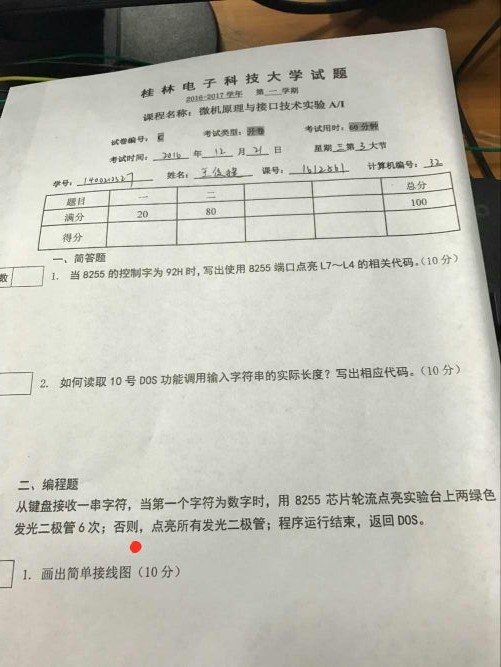 桂林电子科技大学试题
2016-2017 学年 第 一 学期
课程名称：微机原理与接口技术实验 A/I
试卷编号： C 考试类型：开卷 考试用时：60 分钟
考试时间： 2016 年 12 月 21 日 星期 三 第 3 大节
学号： 姓名： 课号： 1612861 计算机编号： 32
题目 一 二 总分
满分 20 80 100
得分
一、简答题
数
1. 当 8255 的控制字为 92H 时，写出使用 8255 端口点亮 L7～L4 的相关代码。（10 分）
2. 如何读取 10 号 DOS 功能调用输入字符串的实际长度？写出相应代码。（10 分）
二、编程题
从键盘接收一串字符，当第一个字符为数字时，用 8255 芯片轮流点亮实验台上两绿色
发光二极管 6 次；否则，点亮所有发光二极管；程序运行结束，返回 DOS。
1. 画出简单接线图（10 分）